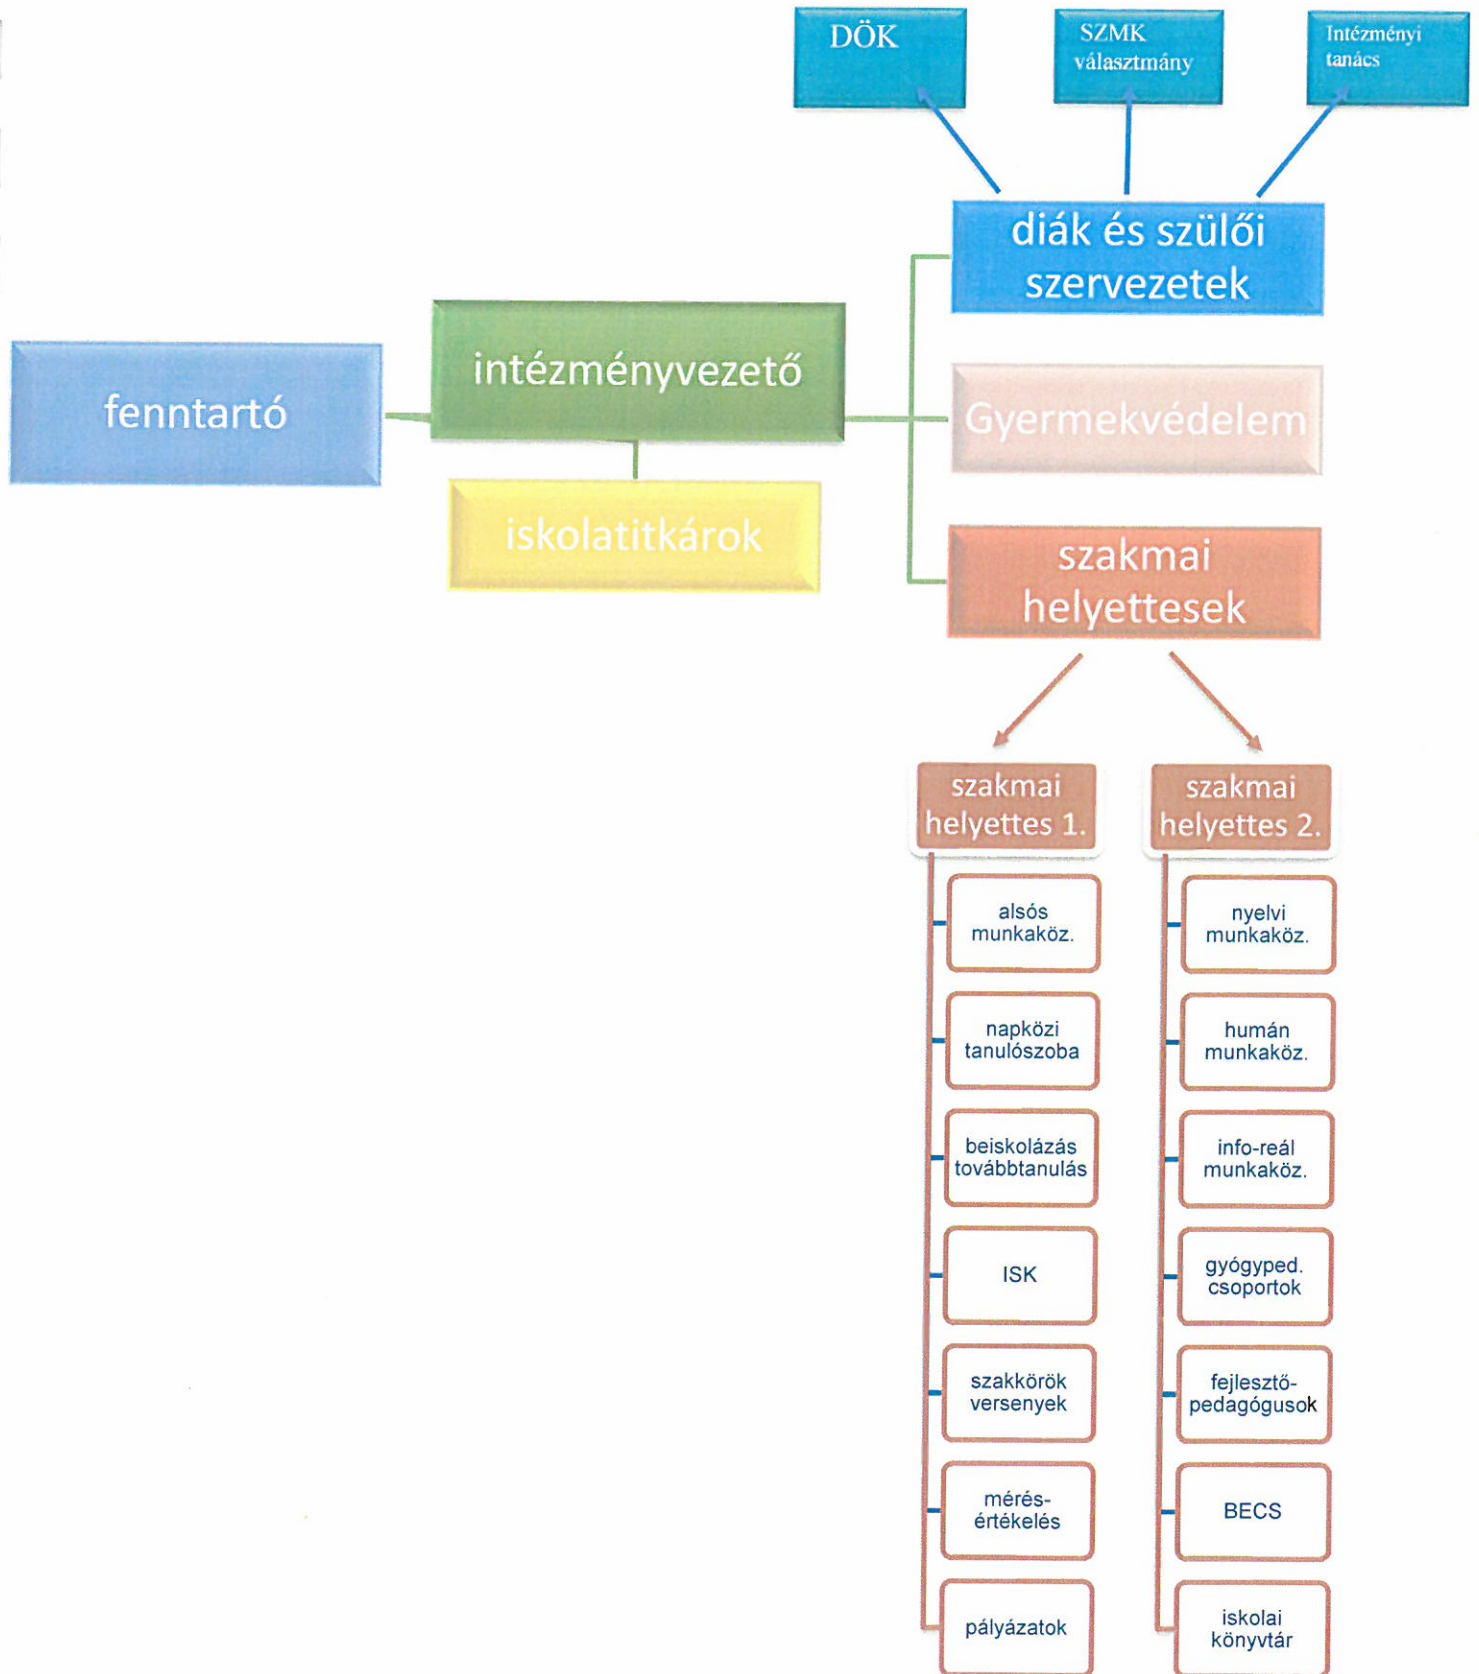 DÖK
SZMK
választmány
Intézményi
tanács
diák és szülői
szervezetek
intézményvezető
fenntartó
Gyermekvédelem
iskolatitkárok
szakmai
helyettesek
szakmai
helyettes 1.
alsós
munkaköz.
napközi
tanulószoba
beiskolázás
továbbtanulás
ISK
szakkörök
versenyek
mérés-
értékelés
pályázatok
szakmai
helyettes 2.
nyelvi
munkaköz.
humán
munkaköz.
info-reál
munkaköz.
gyógyped.
csoportok
fejlesztő-
pedagógusok
BECS
iskolai
könyvtár